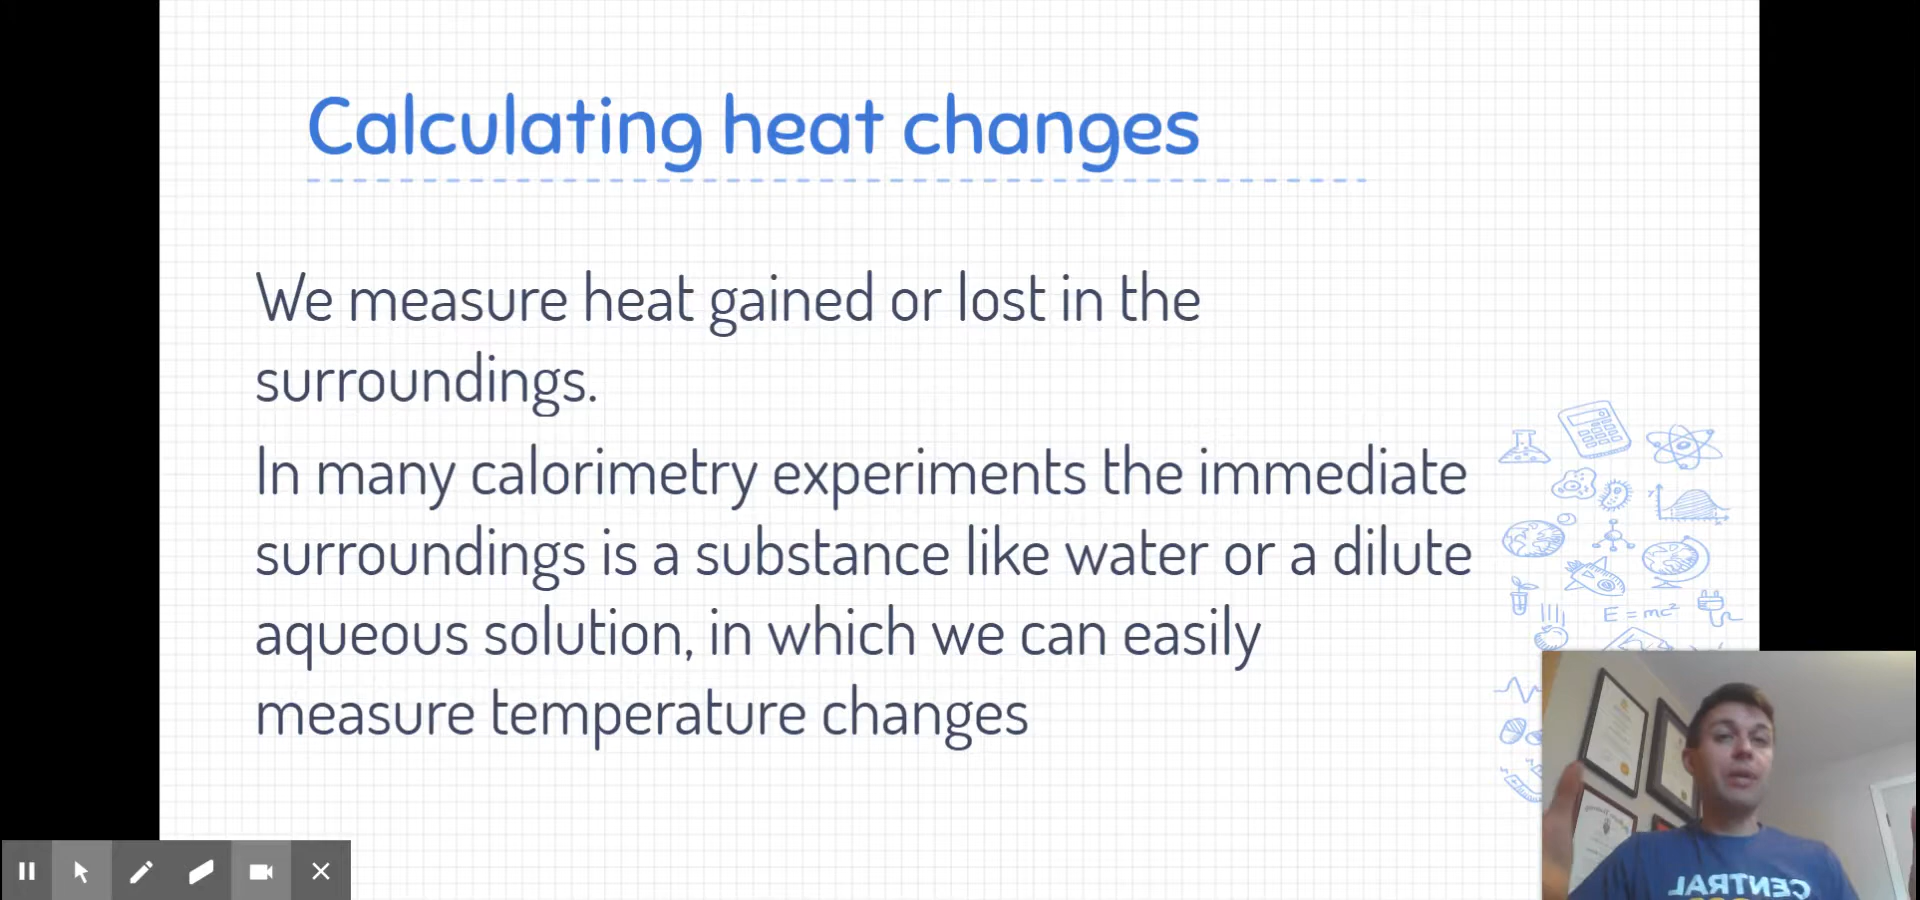 Calculating heat changes
We measure heat gained or lost in the
surroundings.
In many calorimetry experiments the immediate
surroundings is a substance like water or a dilute
aqueous solution, in which we can easily
measure temperature changes
E = mc²
CENTRAL